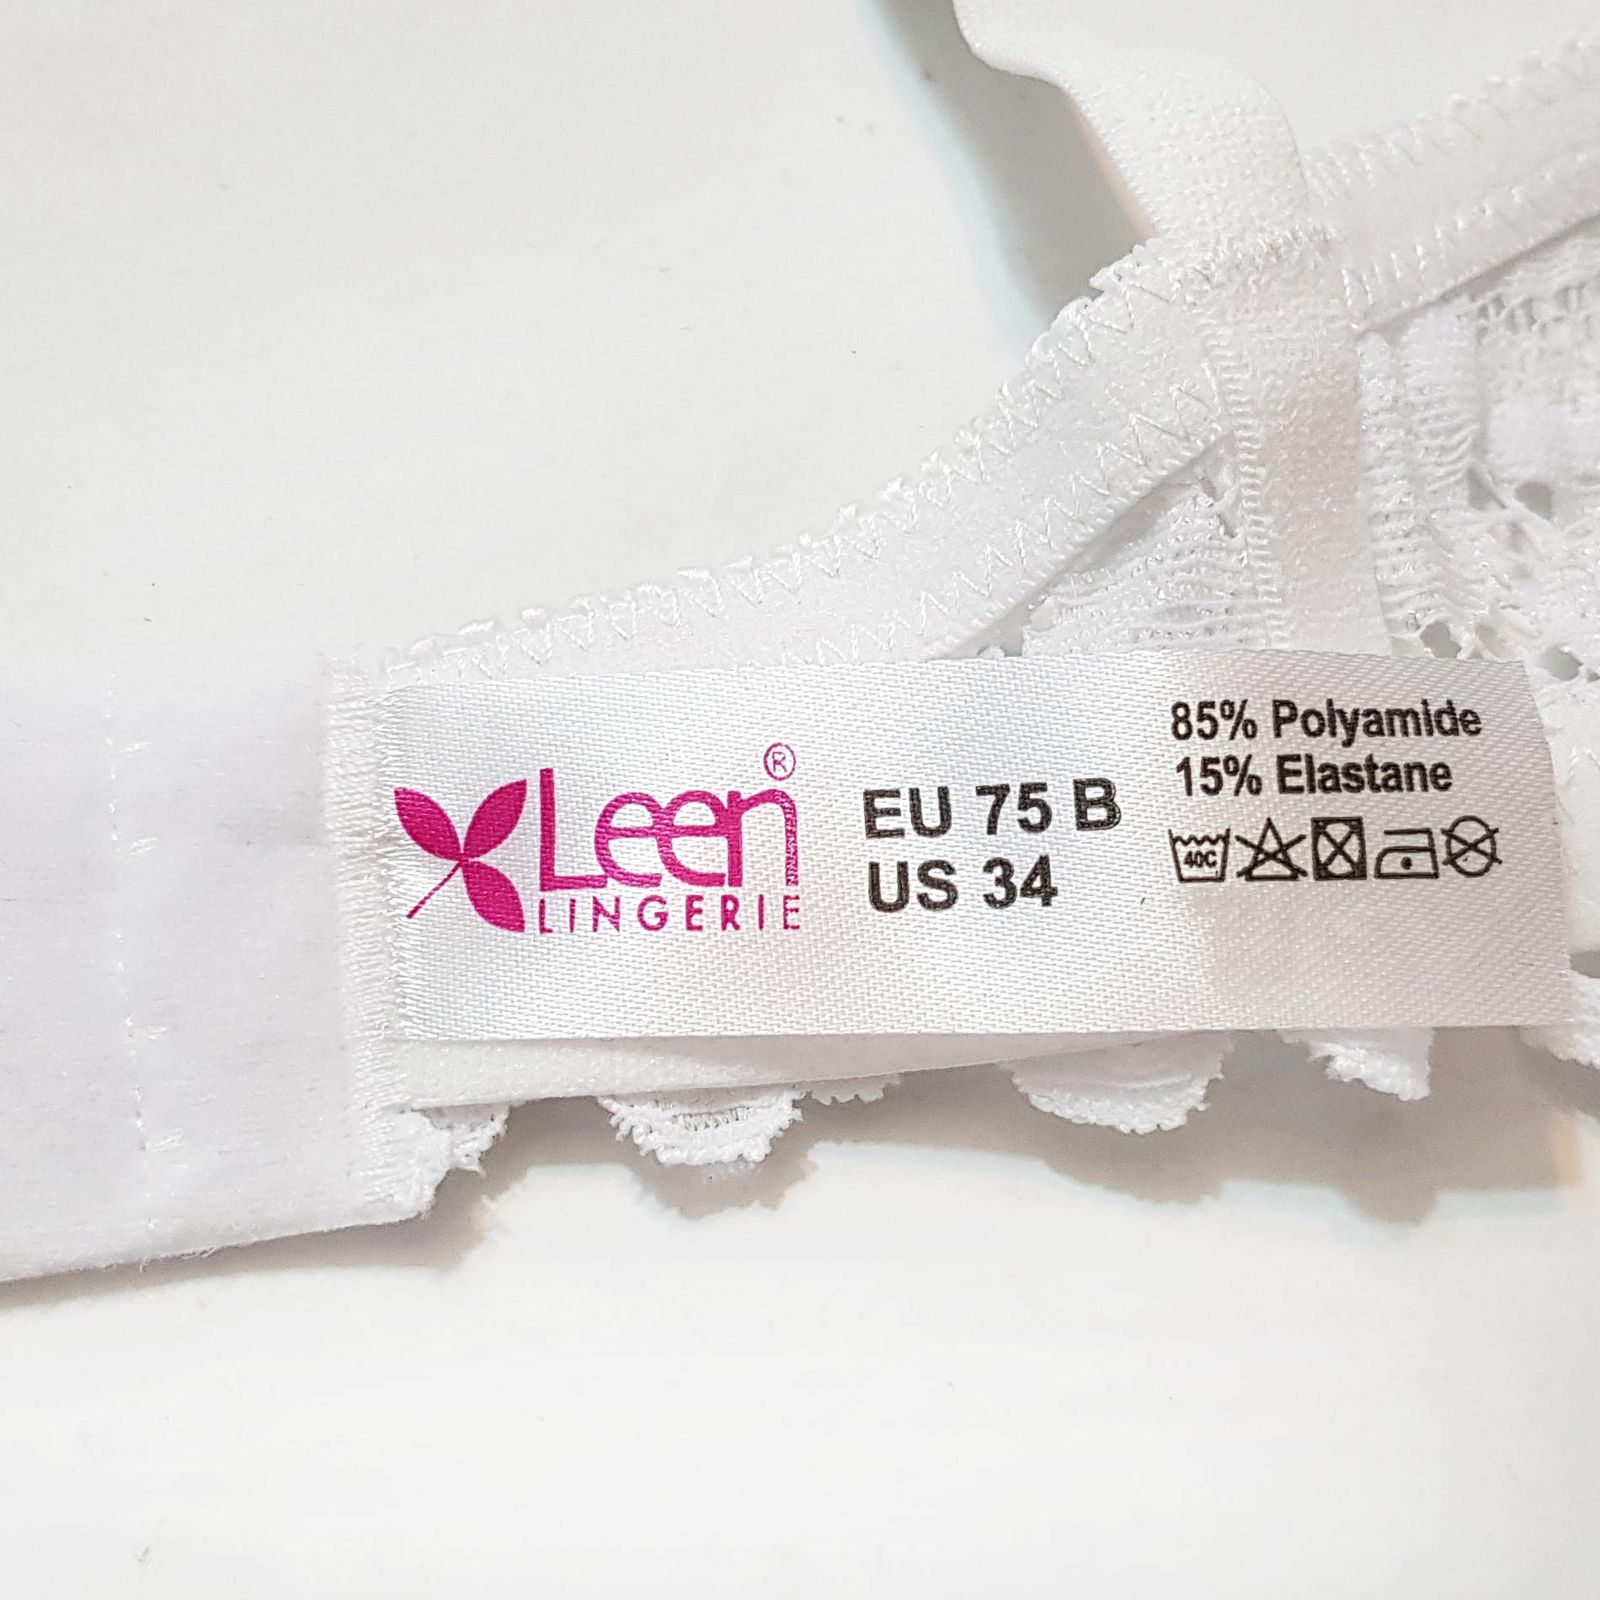 Leen®
LINGERIE
EU 75 B
US 34
85% Polyamide
15% Elastane
40C